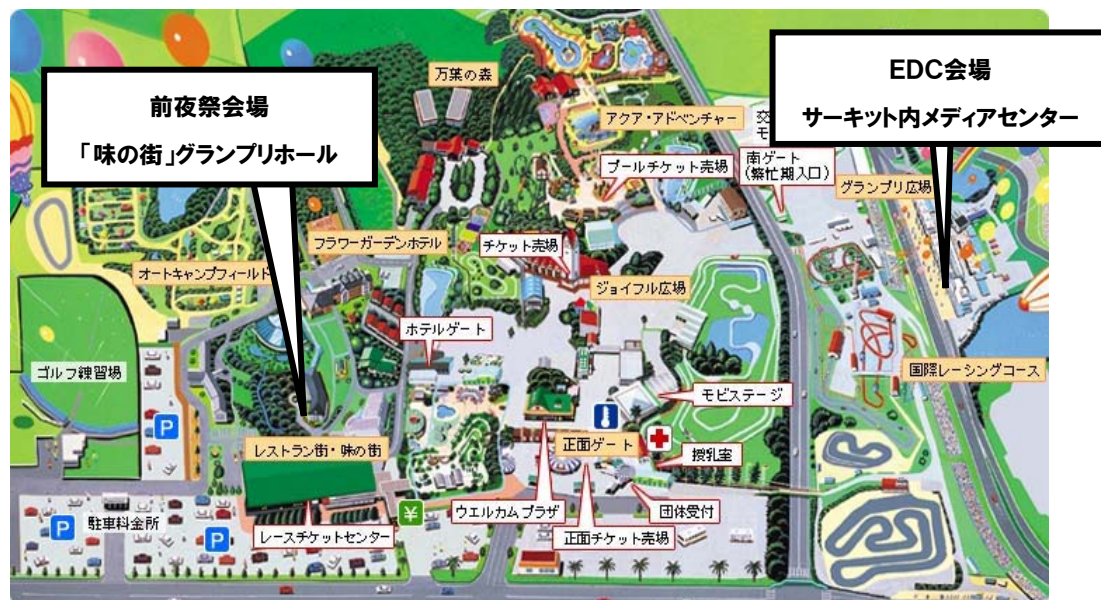 前夜祭会場
「味の街」グランプリホール
EDC会場
サーキット内メディアセンター
万葉の森
アクア・アドベンチャー
交
モ
プールチケット売場
南ゲート
(繁忙期入口)
グランプリ広場
フラワーガーデンホテル
チケット売場
オートキャンプフィールド
ジョイフル広場
ホテルゲート
ゴルフ練習場
国際レーシングコース
モビステージ
P
レストラン街・味の街
正面ゲート
授乳室
P
駐車料金所
P
¥
ウエルカムプラザ
団体受付
レースチケットセンター
正面チケット売場